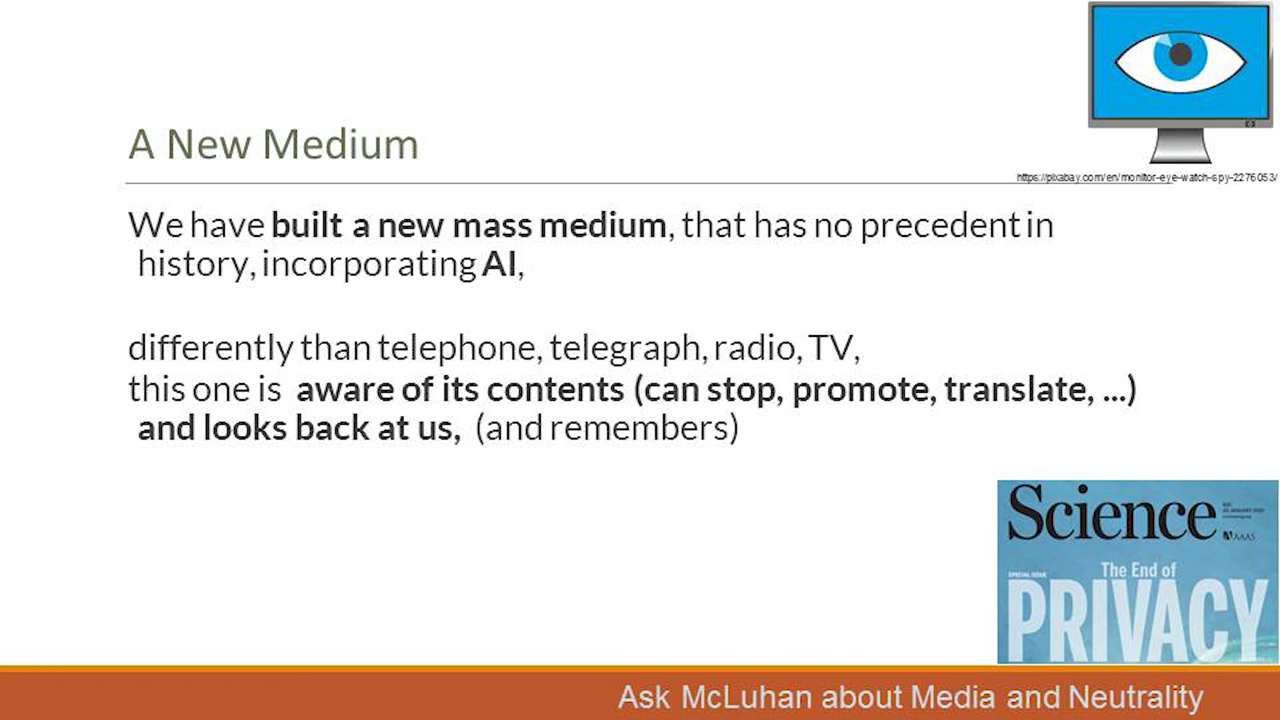 A New Medium
https://pixabay.com/en/monitor-eye-watch-spy-2276053/
We have built a new mass medium, that has no precedent in
history, incorporating AI,
differently than telephone, telegraph, radio, TV,
this one is aware of its contents (can stop, promote, translate, ...)
and looks back at us, (and remembers)
Science
AAAS
SPECIAL ISSUE
The End of
PRIVACY
Ask McLuhan about Media and Neutrality